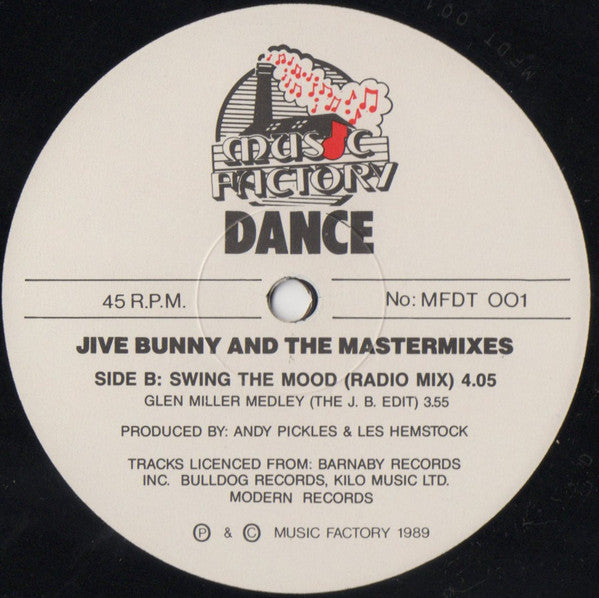 MFDT 001
MUSIC
FACTORY
DANCE
45 R.P.M.
No: MFDT OO1
JIVE BUNNY AND THE MASTERMIXES
SIDE B: SWING THE MOOD (RADIO MIX) 4.05
GLEN MILLER MEDLEY (THE J. B. EDIT) 3.55
PRODUCED BY: ANDY PICKLES & LES HEMSTOCK
TRACKS LICENCED FROM: BARNABY RECORDS
INC. BULLDOG RECORDS, KILO MUSIC LTD.
MODERN RECORDS
Ⓟ & © MUSIC FACTORY 1989